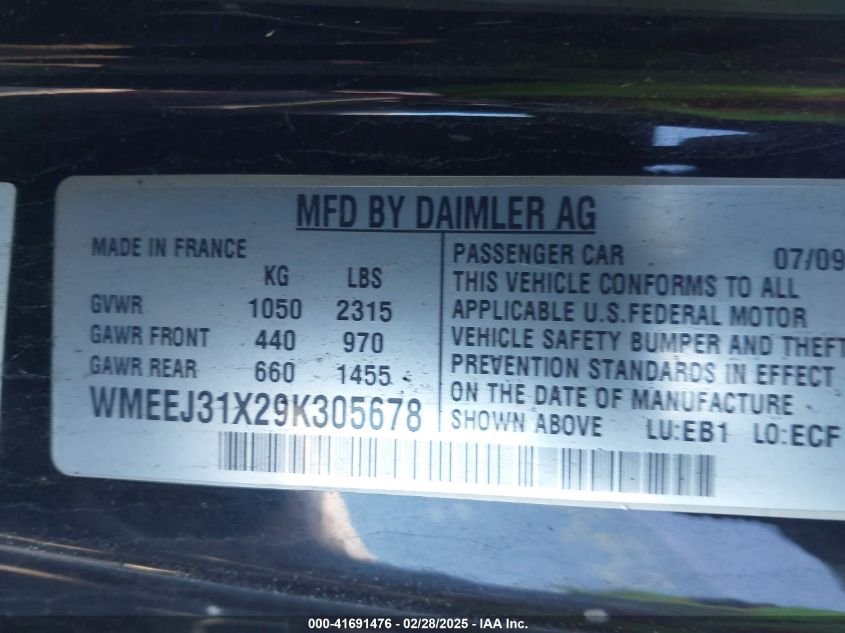 MFD BY DAIMLER AG
MADE IN FRANCE
KG LBS
GVWR 1050 2315
GAWR FRONT 440 970
GAWR REAR 660 1455
WMEEJ31X29K305678
PASSENGER CAR 07/09
THIS VEHICLE CONFORMS TO ALL
APPLICABLE U.S.FEDERAL MOTOR
VEHICLE SAFETY BUMPER AND THEFT
PREVENTION STANDARDS IN EFFECT
ON THE DATE OF MANUFACTURE
SHOWN ABOVE LU:EB1 LO:ECF
000-41691476 - 02/28/2025 - IAA Inc.